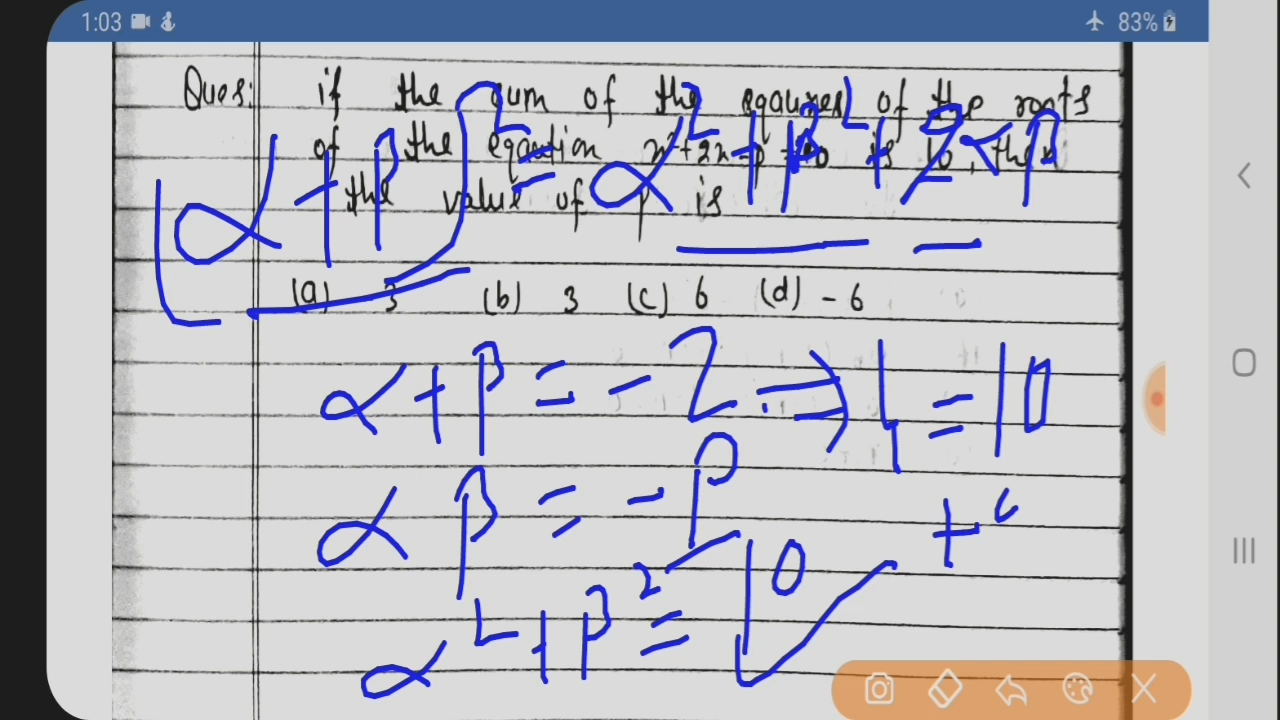 1:03 83%
Ques: if the sum of the sqaures of the roots
of the eqaution x²+2x-p=0 is 10, then
the value of p is
(α+β)² = α²+β²+2αβ
(a) -3 (b) 3 (c) 6 (d) -6
α+β = -2 ⇒ 4 = 10
αβ = -p +
α²+β² = 10